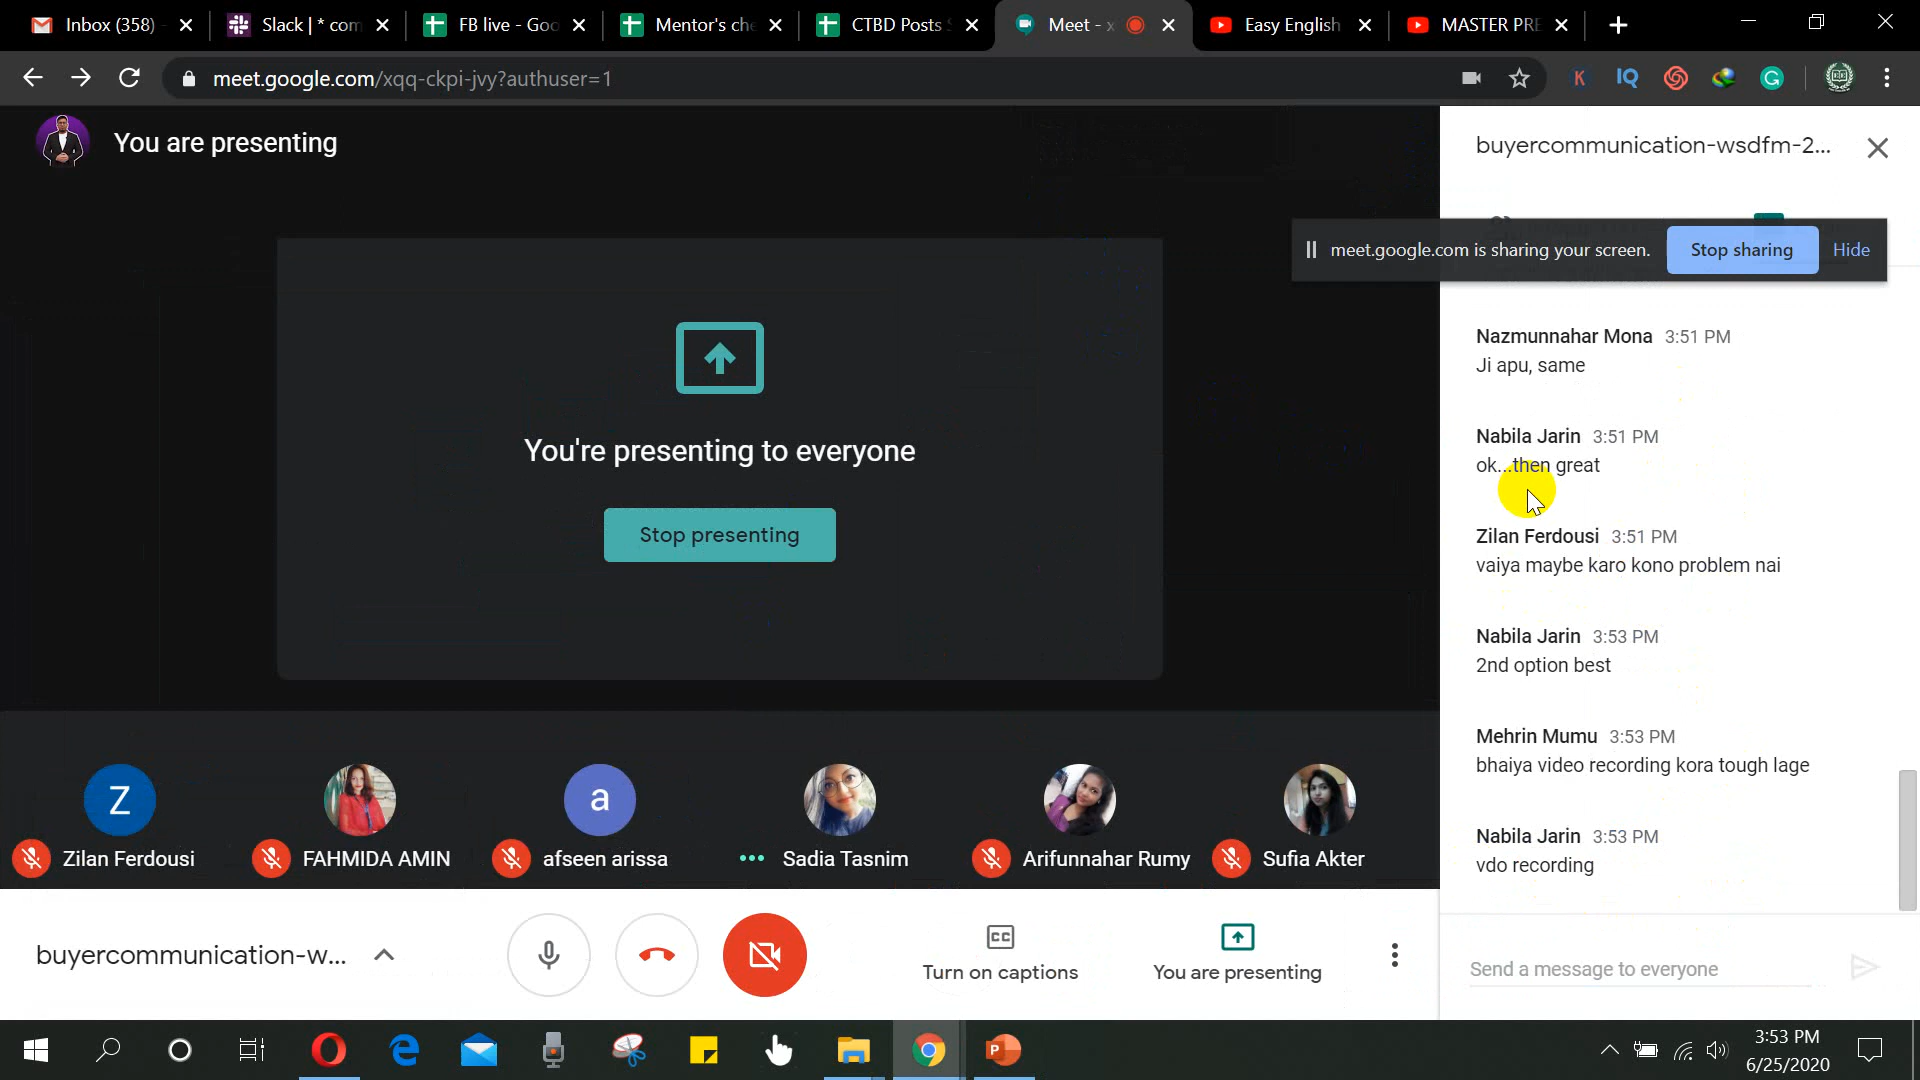 Inbox (358)
Slack | * com
FB live - Goo
Mentor's che
CTBD Posts S
Meet - x
Easy English
MASTER PRE
meet.google.com/xqq-ckpi-jvy?authuser=1
K
IQ
G
You are presenting
buyercommunication-wsdfm-2...
meet.google.com is sharing your screen.
Stop sharing
Hide
You're presenting to everyone
Stop presenting
Nazmunnahar Mona 3:51 PM
Ji apu, same
Nabila Jarin 3:51 PM
ok...then great
Zilan Ferdousi 3:51 PM
vaiya maybe karo kono problem nai
Nabila Jarin 3:53 PM
2nd option best
Mehrin Mumu 3:53 PM
bhaiya video recording kora tough lage
Nabila Jarin 3:53 PM
vdo recording
Send a message to everyone
Z
a
Zilan Ferdousi
FAHMIDA AMIN
afseen arissa
Sadia Tasnim
Arifunnahar Rumy
Sufia Akter
buyercommunication-w...
CC
Turn on captions
You are presenting
P
3:53 PM
6/25/2020